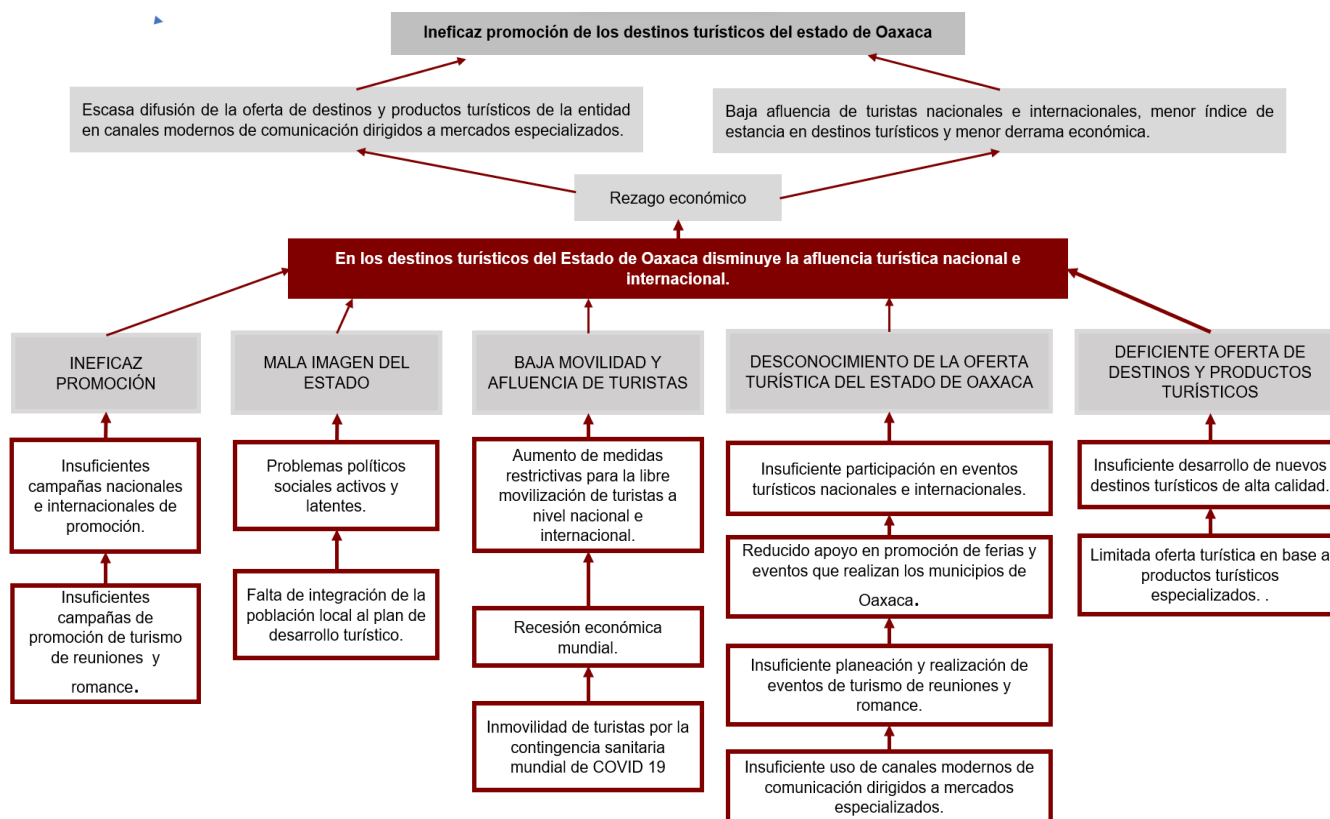 Ineficaz promoción de los destinos turísticos del estado de Oaxaca
Escasa difusión de la oferta de destinos y productos turísticos de la entidad
en canales modernos de comunicación dirigidos a mercados especializados.
Baja afluencia de turistas nacionales e internacionales, menor índice de
estancia en destinos turísticos y menor derrama económica.
Rezago económico
En los destinos turísticos del Estado de Oaxaca disminuye la afluencia turística nacional e
internacional.
INEFICAZ
PROMOCIÓN
MALA IMAGEN DEL
ESTADO
BAJA MOVILIDAD Y
AFLUENCIA DE TURISTAS
DESCONOCIMIENTO DE LA OFERTA
TURÍSTICA DEL ESTADO DE OAXACA
DEFICIENTE OFERTA DE
DESTINOS Y PRODUCTOS
TURÍSTICOS
Insuficientes
campañas nacionales
e internacionales de
promoción.
Insuficientes
campañas de
promoción de turismo
de reuniones y
romance.
Problemas políticos
sociales activos y
latentes.
Falta de integración de la
población local al plan de
desarrollo turístico.
Aumento de medidas
restrictivas para la libre
movilización de turistas a
nivel nacional e
internacional.
Recesión económica
mundial.
Inmovilidad de turistas por la
contingencia sanitaria
mundial de COVID 19
Insuficiente participación en eventos
turísticos nacionales e internacionales.
Reducido apoyo en promoción de ferias y
eventos que realizan los municipios de
Oaxaca.
Insuficiente planeación y realización de
eventos de turismo de reuniones y
romance.
Insuficiente uso de canales modernos de
comunicación dirigidos a mercados
especializados.
Insuficiente desarrollo de nuevos
destinos turísticos de alta calidad.
Limitada oferta turística en base a
productos turísticos
especializados. .